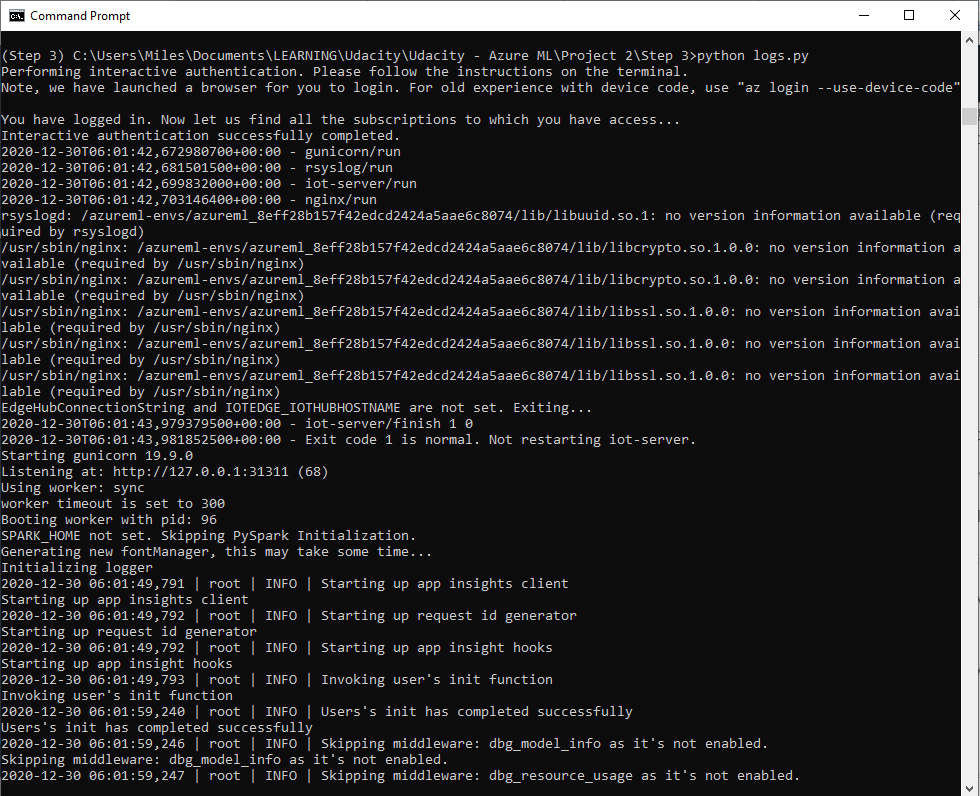 Command Prompt
(Step 3) C:\Users\Miles\Documents\LEARNING\Udacity\Udacity - Azure ML\Project 2\Step 3>python logs.py
Performing interactive authentication. Please follow the instructions on the terminal.
Note, we have launched a browser for you to login. For old experience with device code, use "az login --use-device-code"
You have logged in. Now let us find all the subscriptions to which you have access...
Interactive authentication successfully completed.
2020-12-30T06:01:42,672980700+00:00 - gunicorn/run
2020-12-30T06:01:42,681501500+00:00 - rsyslog/run
2020-12-30T06:01:42,699832000+00:00 - iot-server/run
2020-12-30T06:01:42,703146400+00:00 - nginx/run
rsyslogd: /azureml-envs/azureml_8eff28b157f42edcd2424a5aae6c8074/lib/libuuid.so.1: no version information available (req
uired by rsyslogd)
/usr/sbin/nginx: /azureml-envs/azureml_8eff28b157f42edcd2424a5aae6c8074/lib/libcrypto.so.1.0.0: no version information a
vailable (required by /usr/sbin/nginx)
/usr/sbin/nginx: /azureml-envs/azureml_8eff28b157f42edcd2424a5aae6c8074/lib/libcrypto.so.1.0.0: no version information a
vailable (required by /usr/sbin/nginx)
/usr/sbin/nginx: /azureml-envs/azureml_8eff28b157f42edcd2424a5aae6c8074/lib/libssl.so.1.0.0: no version information avai
lable (required by /usr/sbin/nginx)
/usr/sbin/nginx: /azureml-envs/azureml_8eff28b157f42edcd2424a5aae6c8074/lib/libssl.so.1.0.0: no version information avai
lable (required by /usr/sbin/nginx)
/usr/sbin/nginx: /azureml-envs/azureml_8eff28b157f42edcd2424a5aae6c8074/lib/libssl.so.1.0.0: no version information avai
lable (required by /usr/sbin/nginx)
EdgeHubConnectionString and IOTEDGE_IOTHUBHOSTNAME are not set. Exiting...
2020-12-30T06:01:43,979379500+00:00 - iot-server/finish 1 0
2020-12-30T06:01:43,981852500+00:00 - Exit code 1 is normal. Not restarting iot-server.
Starting gunicorn 19.9.0
Listening at: http://127.0.0.1:31311 (68)
Using worker: sync
worker timeout is set to 300
Booting worker with pid: 96
SPARK_HOME not set. Skipping PySpark Initialization.
Generating new fontManager, this may take some time...
Initializing logger
2020-12-30 06:01:49,791 | root | INFO | Starting up app insights client
Starting up app insights client
2020-12-30 06:01:49,792 | root | INFO | Starting up request id generator
Starting up request id generator
2020-12-30 06:01:49,792 | root | INFO | Starting up app insight hooks
Starting up app insight hooks
2020-12-30 06:01:49,793 | root | INFO | Invoking user's init function
Invoking user's init function
2020-12-30 06:01:59,240 | root | INFO | Users's init has completed successfully
Users's init has completed successfully
2020-12-30 06:01:59,246 | root | INFO | Skipping middleware: dbg_model_info as it's not enabled.
Skipping middleware: dbg_model_info as it's not enabled.
2020-12-30 06:01:59,247 | root | INFO | Skipping middleware: dbg_resource_usage as it's not enabled.